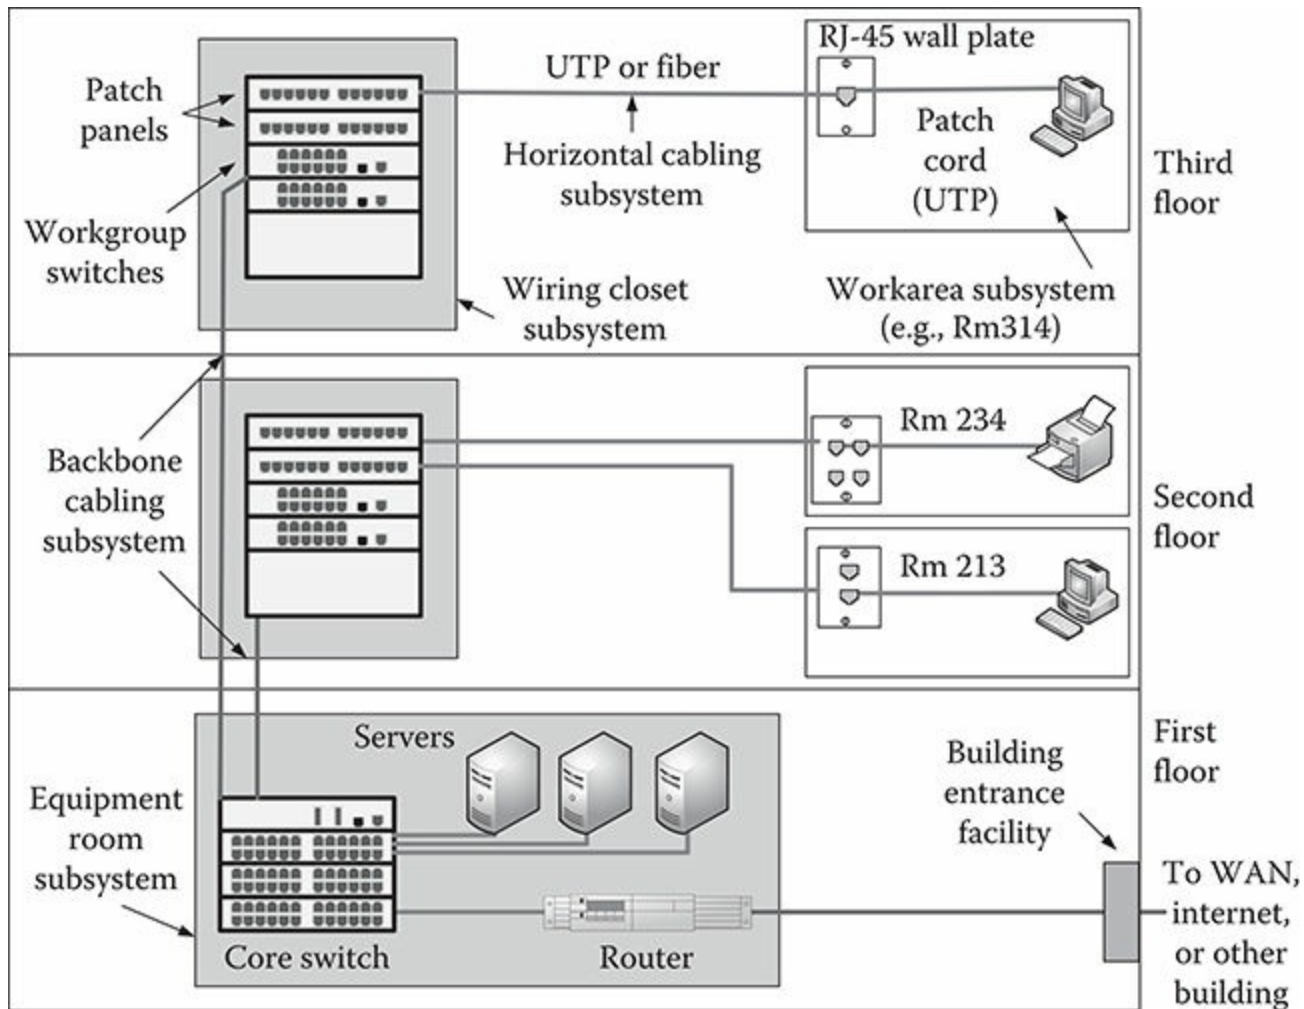 RJ-45 wall plate
UTP or fiber
Patch
panels
Patch
cord
(UTP)
Horizontal cabling
subsystem
Third
floor
Workgroup
switches
Wiring closet
subsystem
Workarea subsystem
(e.g., Rm314)
Rm 234
Backbone
cabling
subsystem
Second
floor
Rm 213
First
floor
Servers
Building
entrance
facility
Equipment
room
subsystem
To WAN,
internet,
or other
building
Core switch
Router